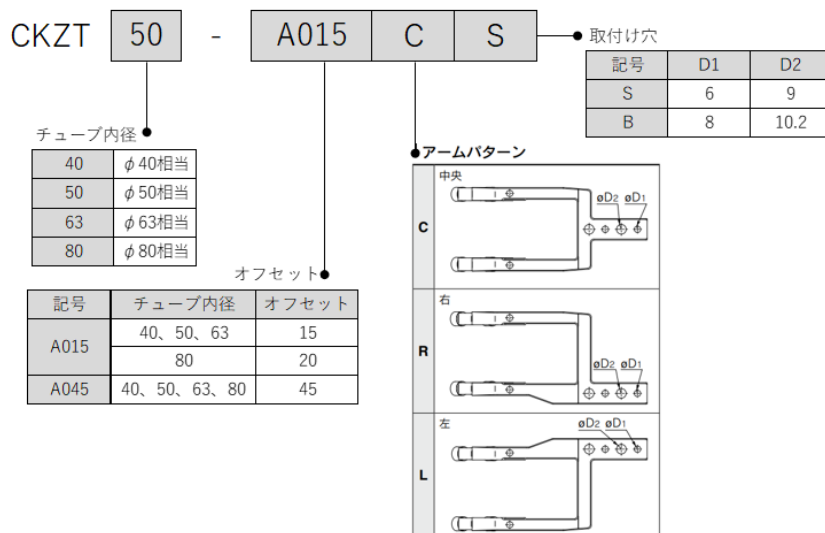 CKZT 50 - A015 C S
取付け穴
記号 D1 D2
S 6 9
B 8 10.2
チューブ内径
40 φ40相当
50 φ50相当
63 φ63相当
80 φ80相当
オフセット
記号 チューブ内径 オフセット
A015 40、50、63 15
80 20
A045 40、50、63、80 45
アームパターン
C 中央
øD2 øD1
R 右
øD2 øD1
L 左
øD2 øD1